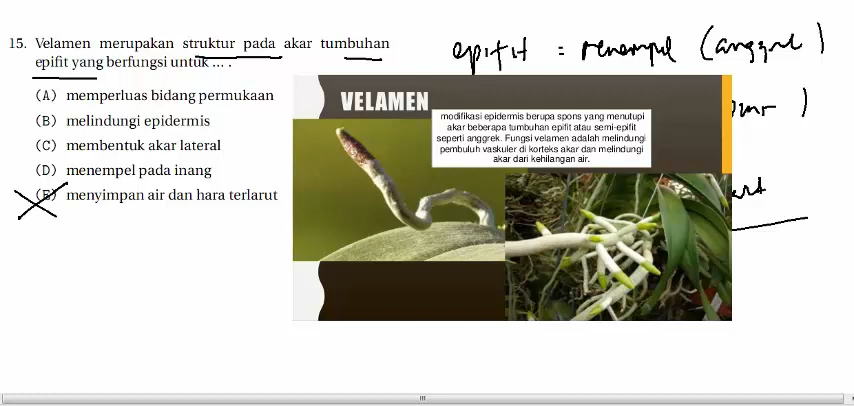 15. Velamen merupakan struktur pada akar tumbuhan
epifit yang berfungsi untuk ... .
(A) memperluas bidang permukaan
(B) melindungi epidermis
(C) membentuk akar lateral
(D) menempel pada inang
(E) menyimpan air dan hara terlarut
epifit = menempel (anggrek)
VELAMEN
modifikasi epidermis berupa spons yang menutupi
akar beberapa tumbuhan epifit atau semi-epifit
seperti anggrek. Fungsi velamen adalah melindungi
pembuluh vaskuler di korteks akar dan melindungi
akar dari kehilangan air.